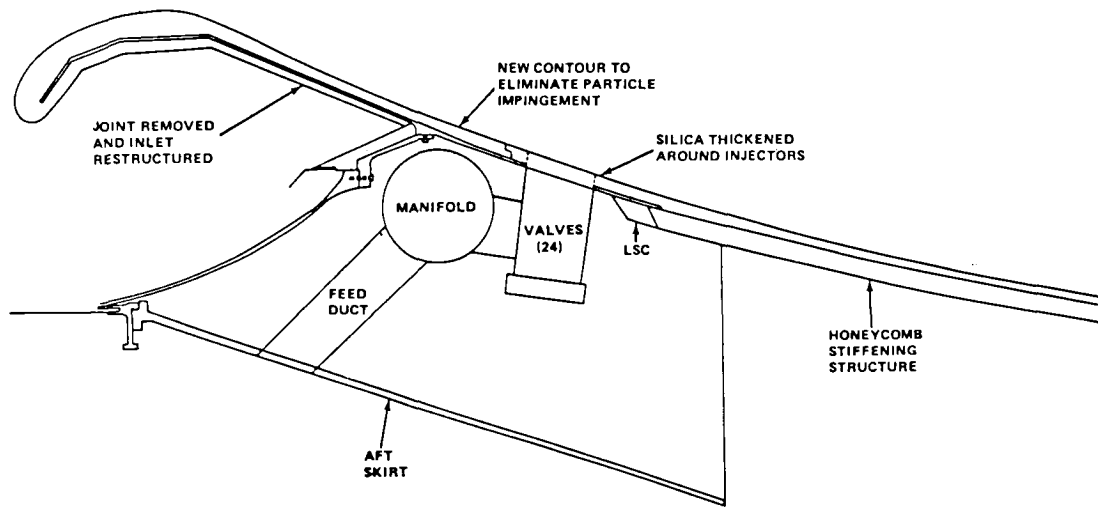 NEW CONTOUR TO
ELIMINATE PARTICLE
IMPINGEMENT
JOINT REMOVED
AND INLET
RESTRUCTURED
SILICA THICKENED
AROUND INJECTORS
MANIFOLD
VALVES
(24)
LSC
FEED
DUCT
HONEYCOMB
STIFFENING
STRUCTURE
AFT
SKIRT